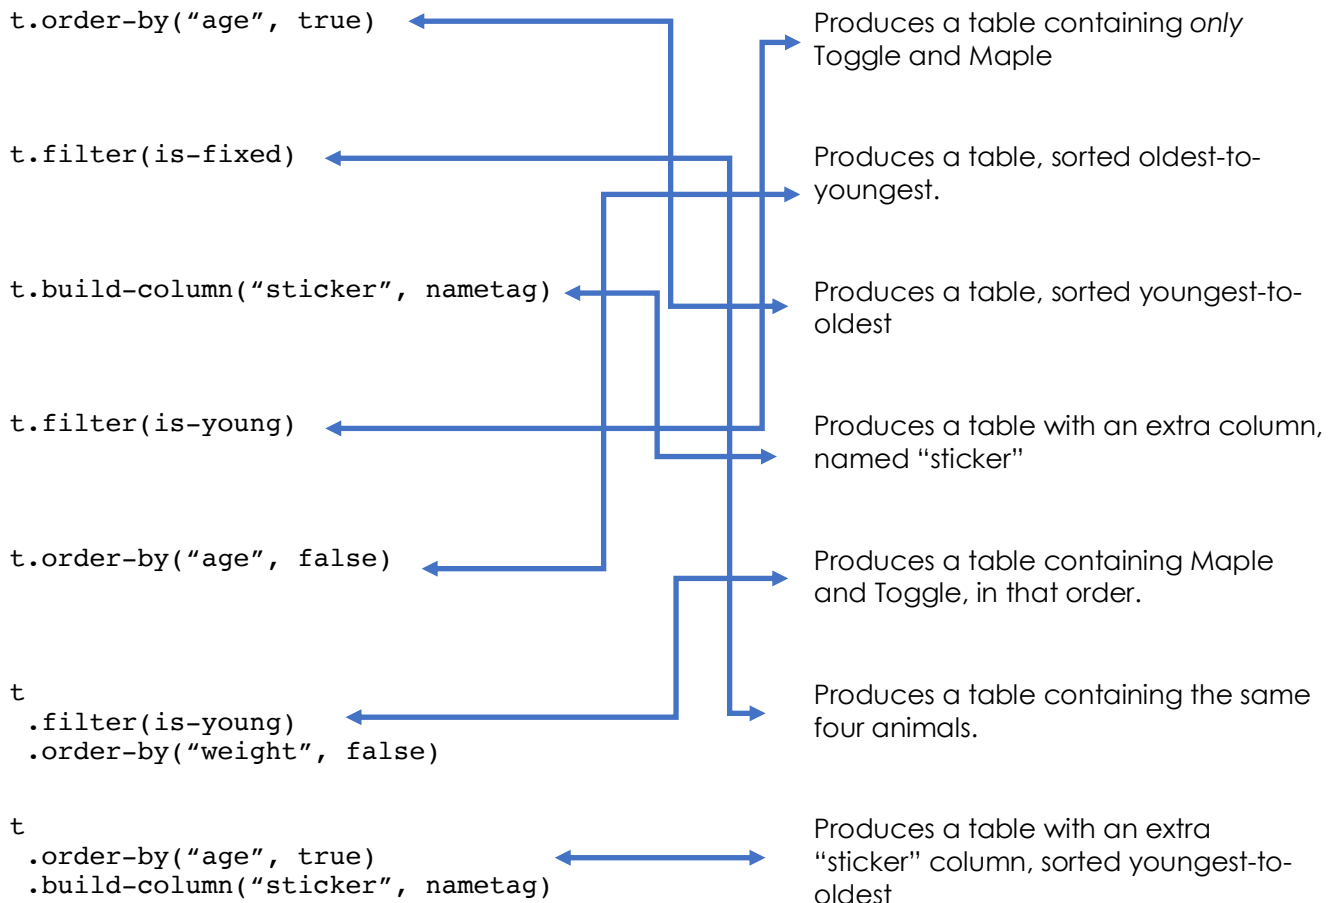 t.order-by(“age”, true)
Produces a table containing only
Toggle and Maple
t.filter(is-fixed)
Produces a table, sorted oldest-to-
youngest.
t.build-column(“sticker”, nametag)
Produces a table, sorted youngest-to-
oldest
t.filter(is-young)
Produces a table with an extra column,
named “sticker”
t.order-by(“age”, false)
Produces a table containing Maple
and Toggle, in that order.
t
.filter(is-young)
.order-by(“weight”, false)
Produces a table containing the same
four animals.
t
.order-by(“age”, true)
.build-column(“sticker”, nametag)
Produces a table with an extra
“sticker” column, sorted youngest-to-
oldest